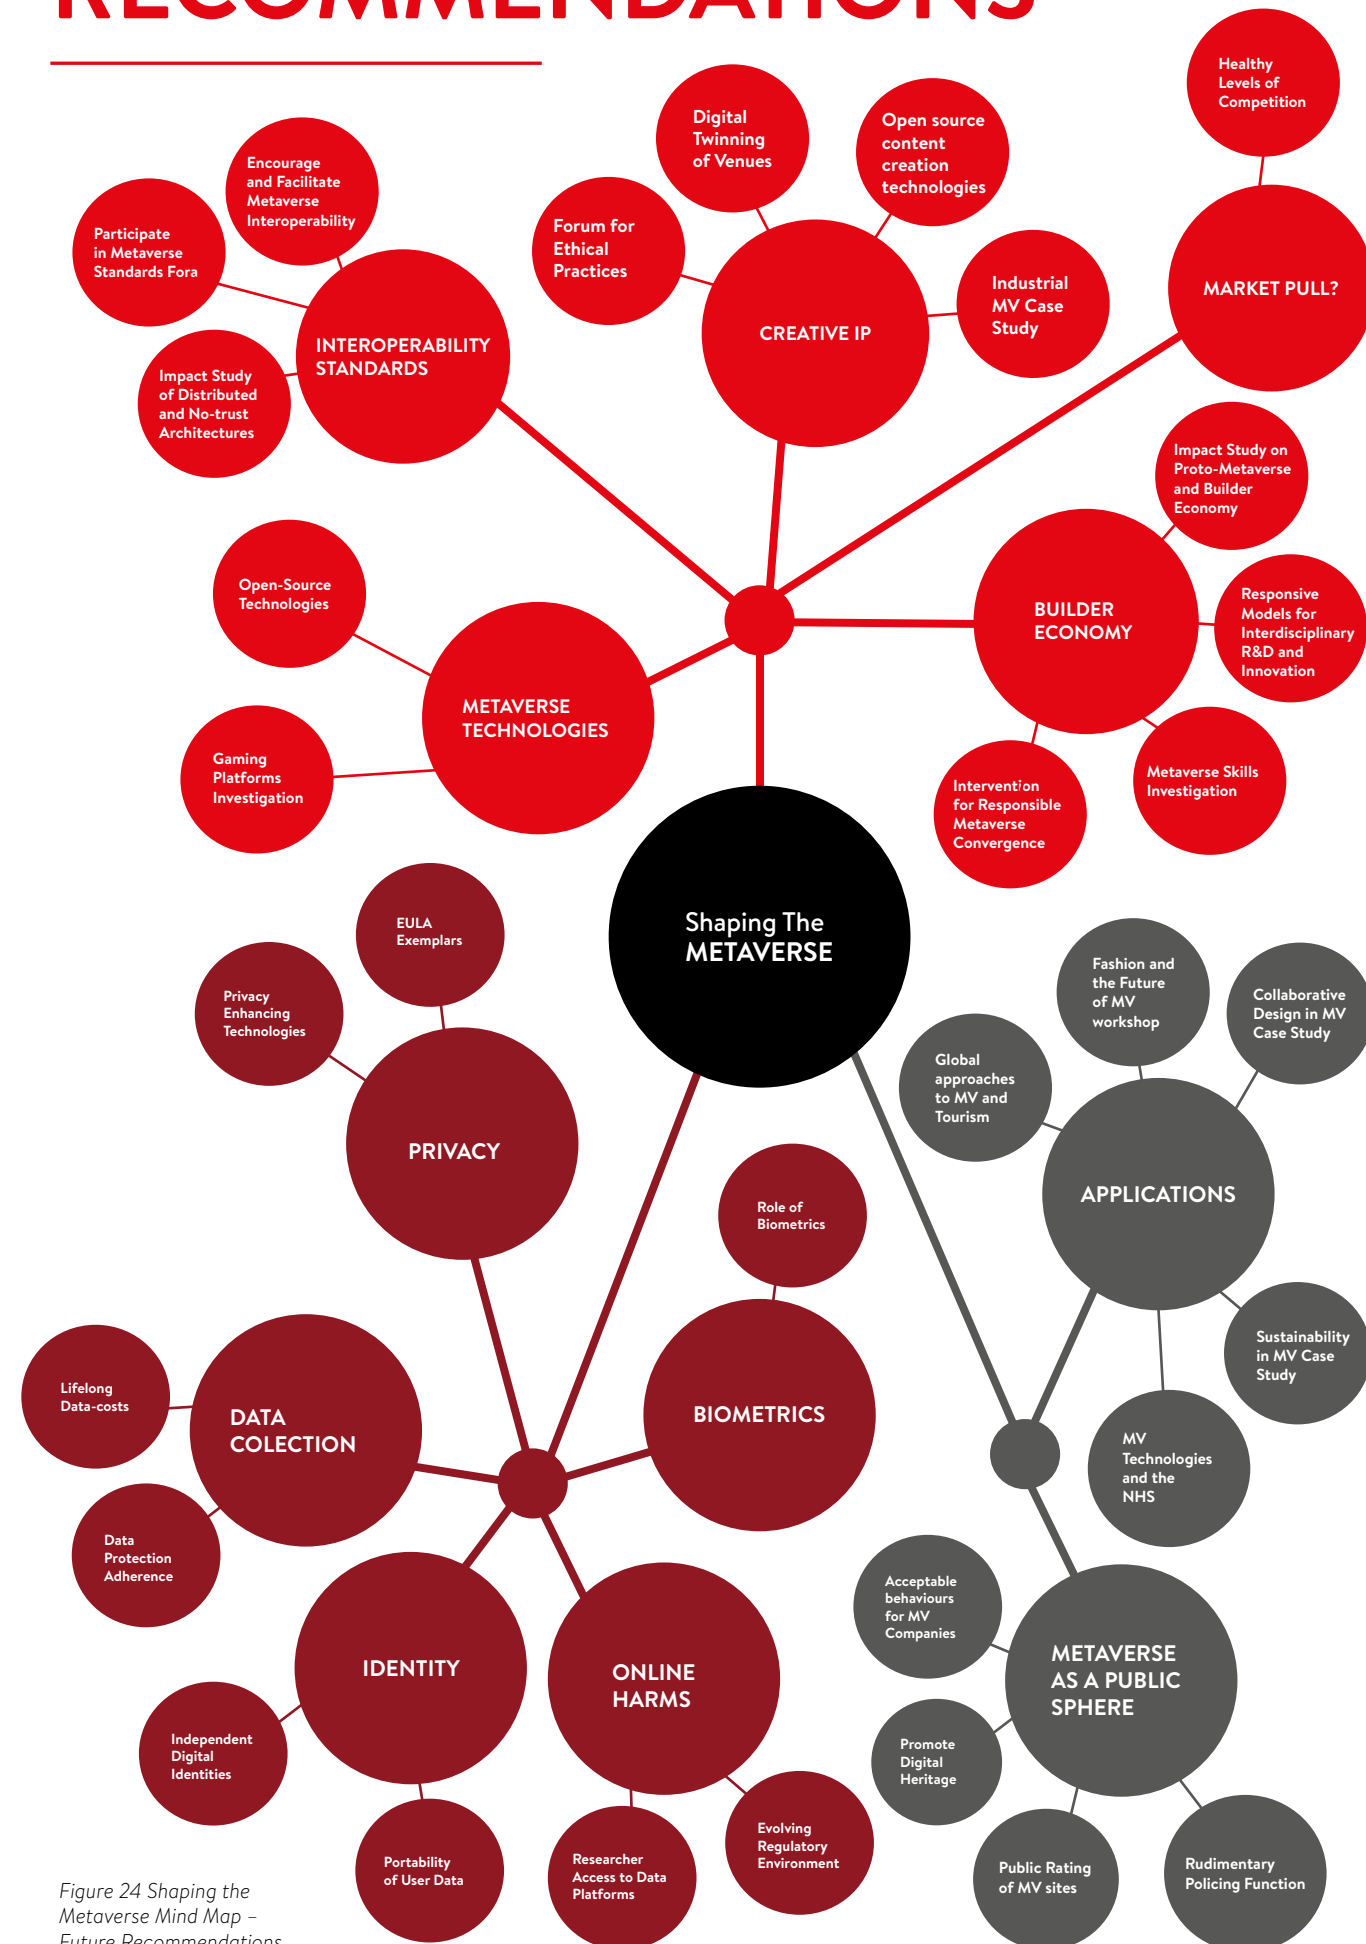 RECOMMENDATIONS
Healthy
Levels of
Competition
MARKET PULL?
Digital
Twinning
of Venues
Open source
content
creation
technologies
Forum for
Ethical
Practices
Industrial
MV Case
Study
CREATIVE IP
Encourage
and Facilitate
Metaverse
Interoperability
Participate
in Metaverse
Standards Fora
Impact Study
of Distributed
and No-trust
Architectures
INTEROPERABILITY
STANDARDS
Impact Study on
Proto-Metaverse
and Builder
Economy
Responsive
Models for
Interdisciplinary
R&D and
Innovation
BUILDER
ECONOMY
Metaverse Skills
Investigation
Intervention
for Responsible
Metaverse
Convergence
Open-Source
Technologies
METAVERSE
TECHNOLOGIES
Gaming
Platforms
Investigation
Shaping The
METAVERSE
EULA
Exemplars
Privacy
Enhancing
Technologies
PRIVACY
Fashion and
the Future
of MV
workshop
Collaborative
Design in MV
Case Study
Global
approaches
to MV and
Tourism
APPLICATIONS
Sustainability
in MV Case
Study
MV
Technologies
and the
NHS
Role of
Biometrics
BIOMETRICS
Lifelong
Data-costs
DATA
COLECTION
Data
Protection
Adherence
IDENTITY
Independent
Digital
Identities
Portability
of User Data
ONLINE
HARMS
Researcher
Access to Data
Platforms
Evolving
Regulatory
Environment
Acceptable
behaviours
for MV
Companies
METAVERSE
AS A PUBLIC
SPHERE
Promote
Digital
Heritage
Public Rating
of MV sites
Rudimentary
Policing Function
Figure 24 Shaping the
Metaverse Mind Map –
Future Recommendations